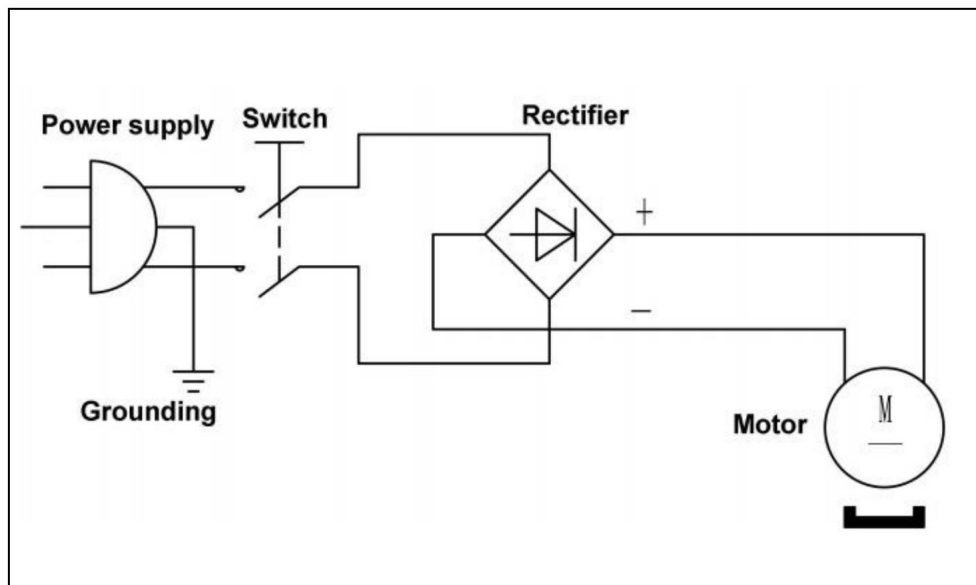 Power supply
Switch
Rectifier
+
−
Grounding
Motor
M